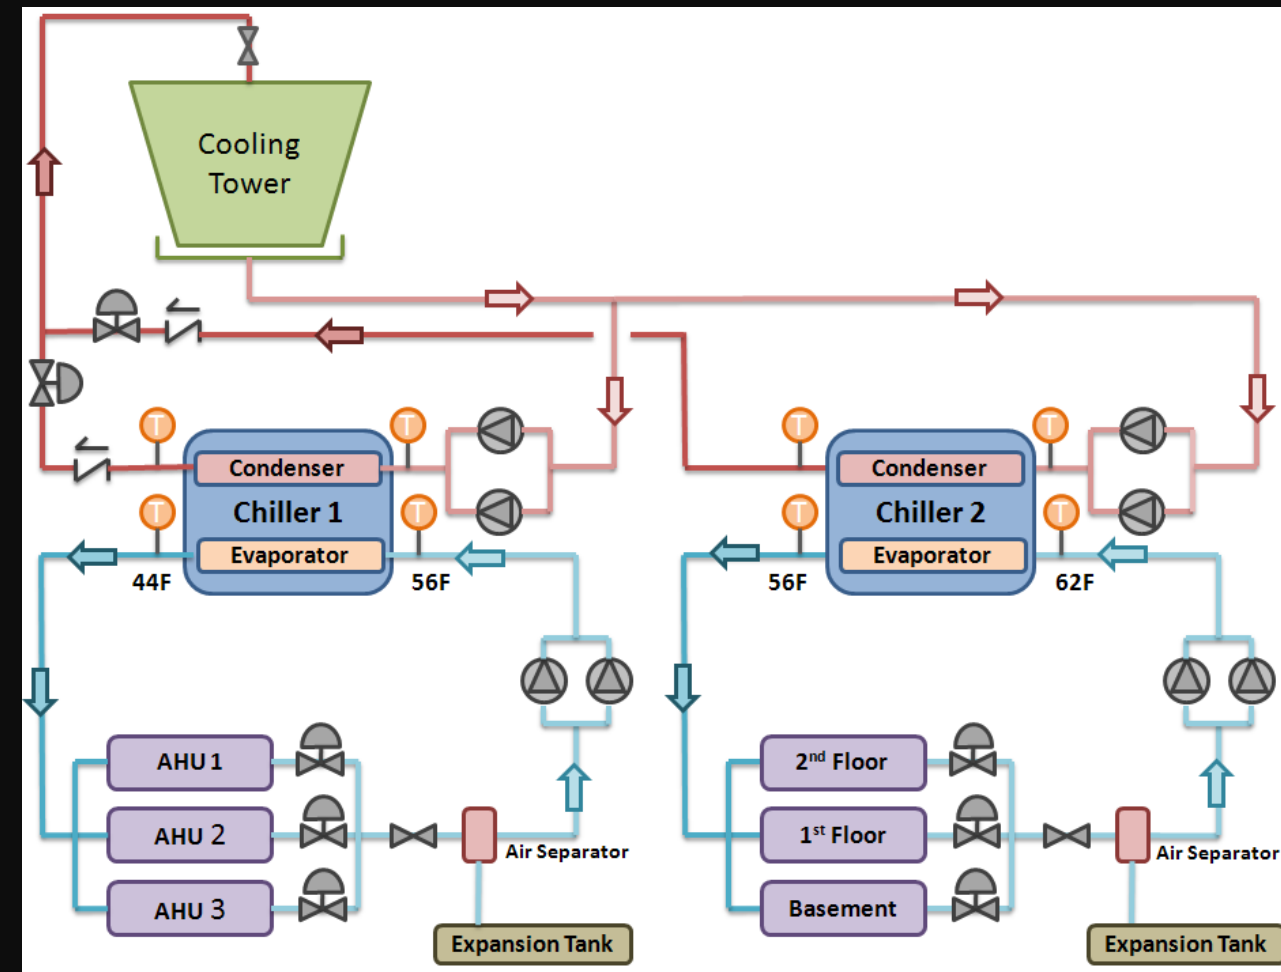 Cooling
Tower
T
T
T
T
Condenser
Condenser
Chiller 1
Chiller 2
T
T
T
T
Evaporator
Evaporator
44F
56F
56F
62F
AHU 1
2nd Floor
AHU 2
1st Floor
Air Separator
Air Separator
AHU 3
Basement
Expansion Tank
Expansion Tank